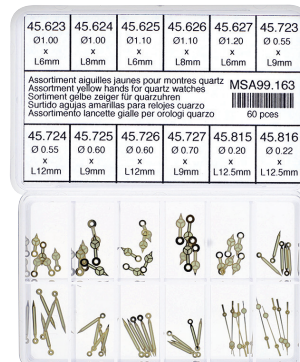 45.623 45.624 45.625 45.626 45.627 45.723
Ø1.00 Ø1.00 Ø1.10 Ø1.10 Ø1.20 Ø 0.55
x x x x x x
L6mm L8mm L6mm L8mm L6mm L9mm
Assortiment aiguilles jaunes pour montres quartz
Assortment yellow hands for quartz watches
Sortiment gelbe zeiger für quarzuhren
Surtido agujas amarillas para relojes cuarzo
Assortimento lancette gialle per orologi quarzo
MSA99.163
60 pces
45.724 45.725 45.726 45.727 45.815 45.816
Ø 0.55 Ø 0.60 Ø 0.60 Ø 0.70 Ø 0.20 Ø 0.22
x x x x x x
L12mm L9mm L12mm L9mm L12.5mm L12.5mm